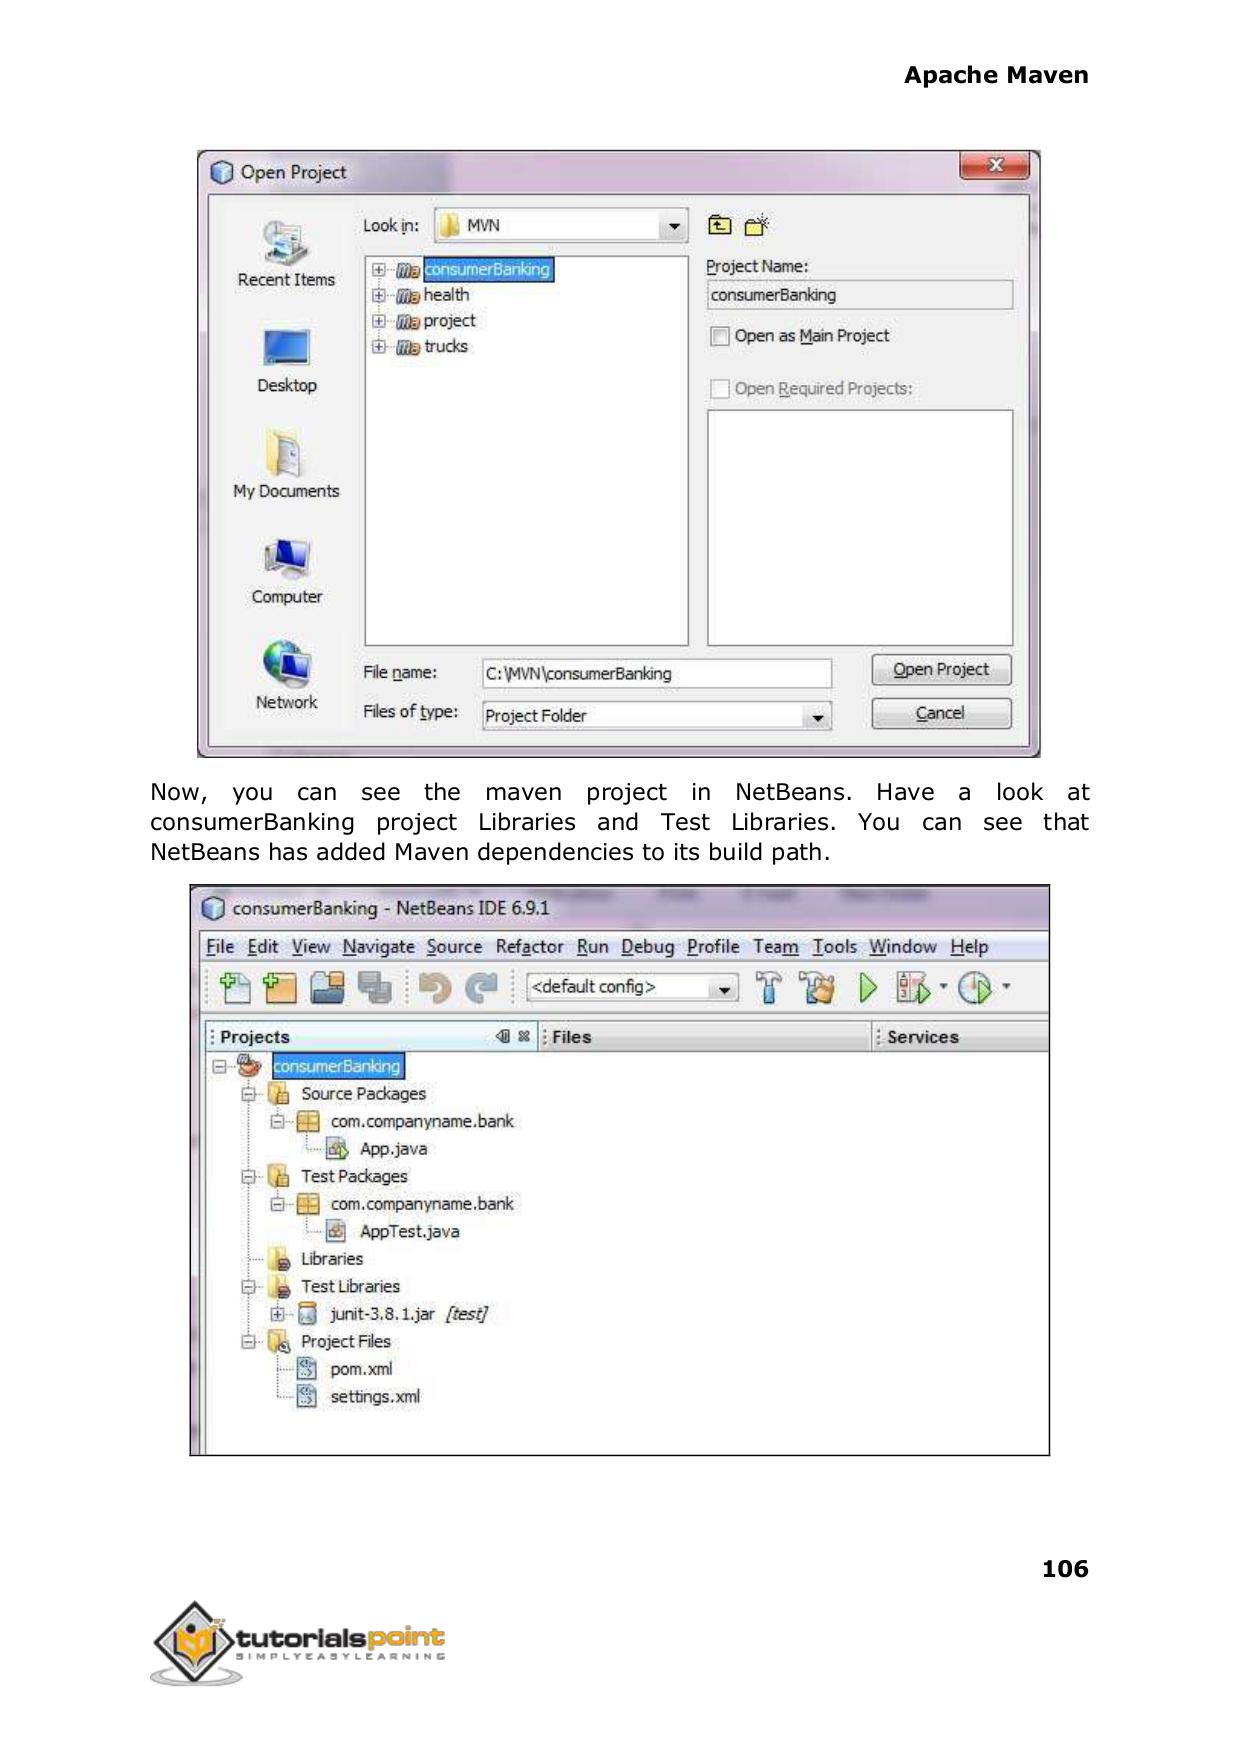 Apache Maven
Open Project
Look in: MVN
Recent Items
Desktop
My Documents
Computer
Network
consumerBanking
health
project
trucks
Project Name:
consumerBanking
Open as Main Project
Open Required Projects:
File name: C:\MVN\consumerBanking
Files of type: Project Folder
Open Project
Cancel
Now, you can see the maven project in NetBeans. Have a look at
consumerBanking project Libraries and Test Libraries. You can see that
NetBeans has added Maven dependencies to its build path.
consumerBanking - NetBeans IDE 6.9.1
File Edit View Navigate Source Refactor Run Debug Profile Team Tools Window Help
<default config>
Projects Files Services
consumerBanking
Source Packages
com.companyname.bank
App.java
Test Packages
com.companyname.bank
AppTest.java
Libraries
Test Libraries
junit-3.8.1.jar [test]
Project Files
pom.xml
settings.xml
106
tutorialspoint
SIMPLYEASYLEARNING